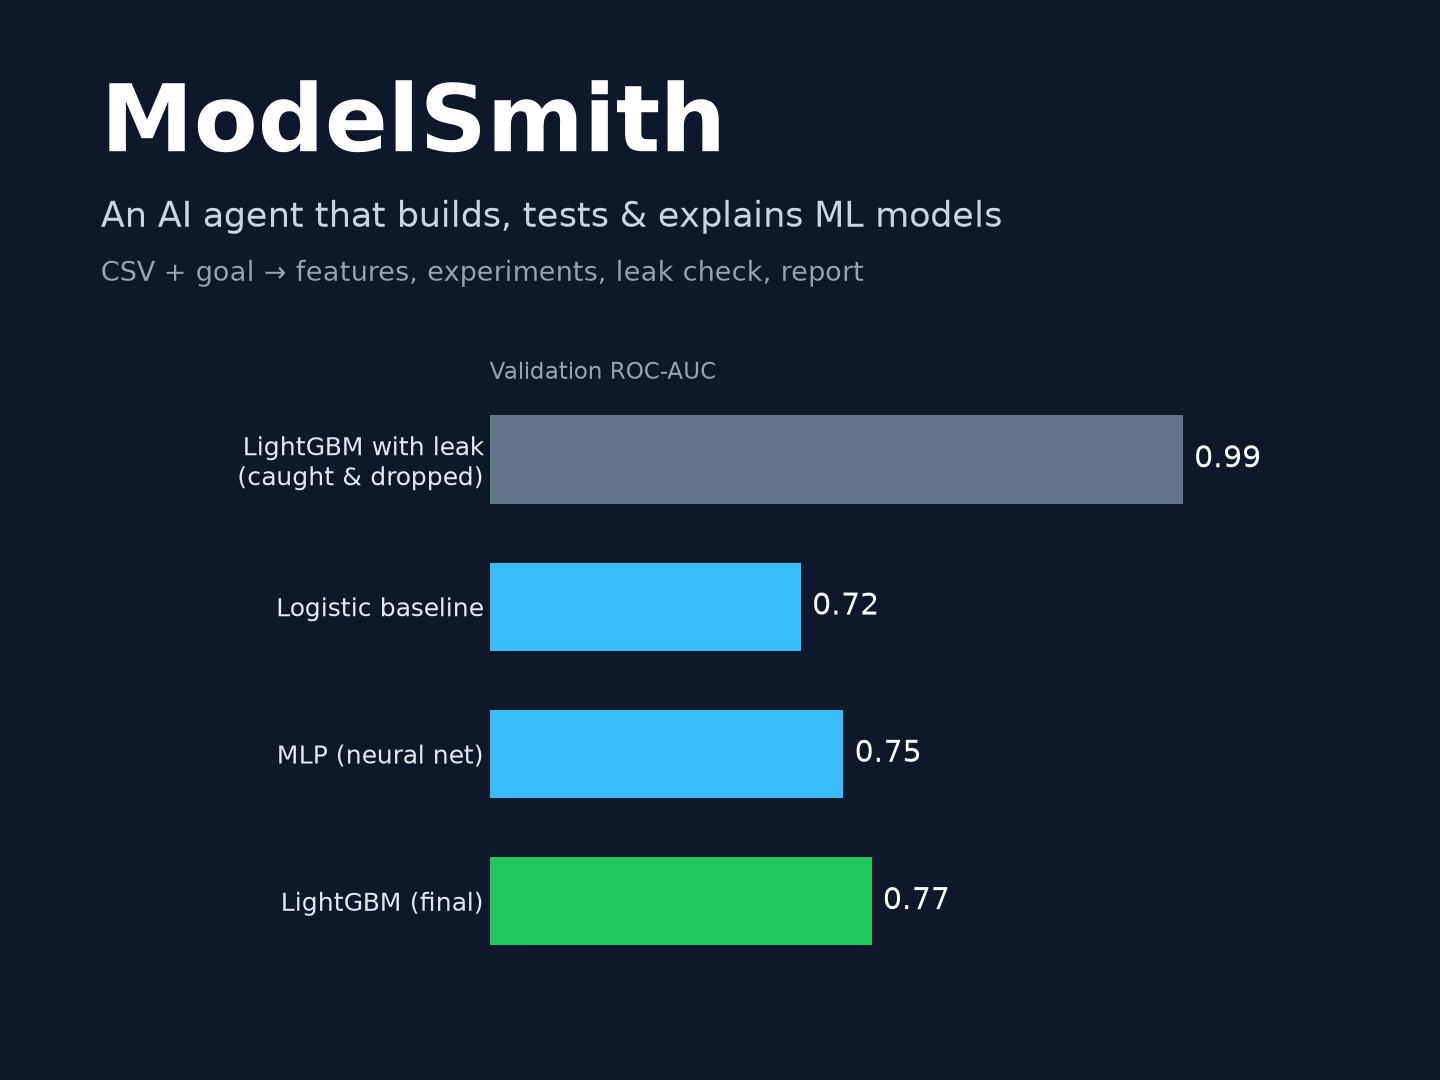 ModelSmith
An AI agent that builds, tests & explains ML models
CSV + goal → features, experiments, leak check, report
Validation ROC-AUC
LightGBM with leak
(caught & dropped)
0.99
Logistic baseline
0.72
MLP (neural net)
0.75
LightGBM (final)
0.77